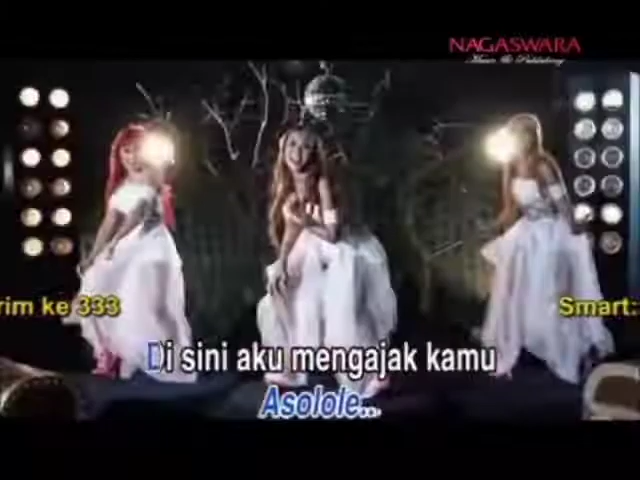 NAGASWARA
Music & Publishing
rim ke 333
Smart:
Di sini aku mengajak kamu
Asolole...